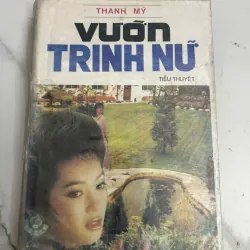 THANH MỸ
VƯỜN
TRINH NỮ
TIỂU THUYẾT